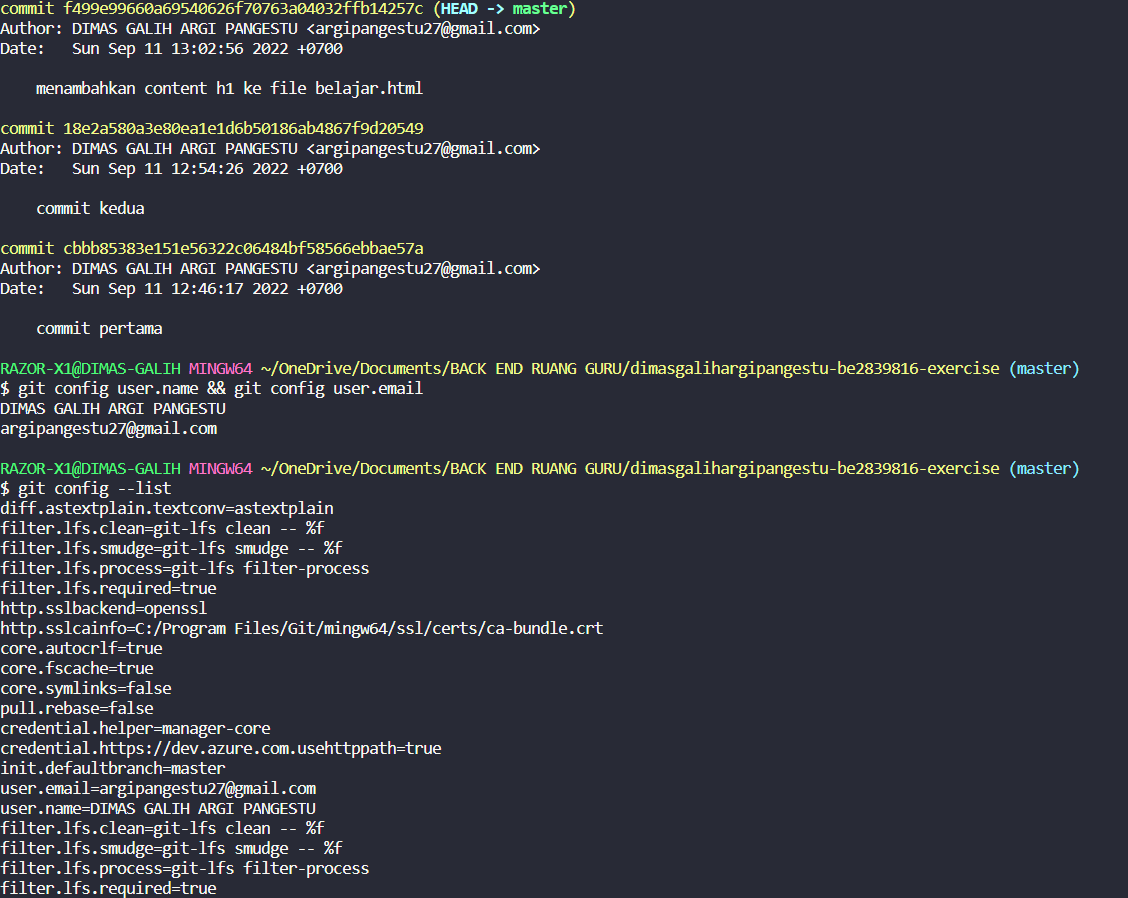 commit f499e99660a69540626f70763a04032ffb14257c (HEAD -> master)
Author: DIMAS GALIH ARGI PANGESTU <argipangestu27@gmail.com>
Date:   Sun Sep 11 13:02:56 2022 +0700
    menambahkan content h1 ke file belajar.html
commit 18e2a580a3e80ea1e1d6b50186ab4867f9d20549
Author: DIMAS GALIH ARGI PANGESTU <argipangestu27@gmail.com>
Date:   Sun Sep 11 12:54:26 2022 +0700
    commit kedua
commit cbbb85383e151e56322c06484bf58566ebbae57a
Author: DIMAS GALIH ARGI PANGESTU <argipangestu27@gmail.com>
Date:   Sun Sep 11 12:46:17 2022 +0700
    commit pertama
RAZOR-X1@DIMAS-GALIH MINGW64 ~/OneDrive/Documents/BACK END RUANG GURU/dimasgalihargipangestu-be2839816-exercise (master)
$ git config user.name && git config user.email
DIMAS GALIH ARGI PANGESTU
argipangestu27@gmail.com
RAZOR-X1@DIMAS-GALIH MINGW64 ~/OneDrive/Documents/BACK END RUANG GURU/dimasgalihargipangestu-be2839816-exercise (master)
$ git config --list
diff.astextplain.textconv=astextplain
filter.lfs.clean=git-lfs clean -- %f
filter.lfs.smudge=git-lfs smudge -- %f
filter.lfs.process=git-lfs filter-process
filter.lfs.required=true
http.sslbackend=openssl
http.sslcainfo=C:/Program Files/Git/mingw64/ssl/certs/ca-bundle.crt
core.autocrlf=true
core.fscache=true
core.symlinks=false
pull.rebase=false
credential.helper=manager-core
credential.https://dev.azure.com.usehttppath=true
init.defaultbranch=master
user.email=argipangestu27@gmail.com
user.name=DIMAS GALIH ARGI PANGESTU
filter.lfs.clean=git-lfs clean -- %f
filter.lfs.smudge=git-lfs smudge -- %f
filter.lfs.process=git-lfs filter-process
filter.lfs.required=true